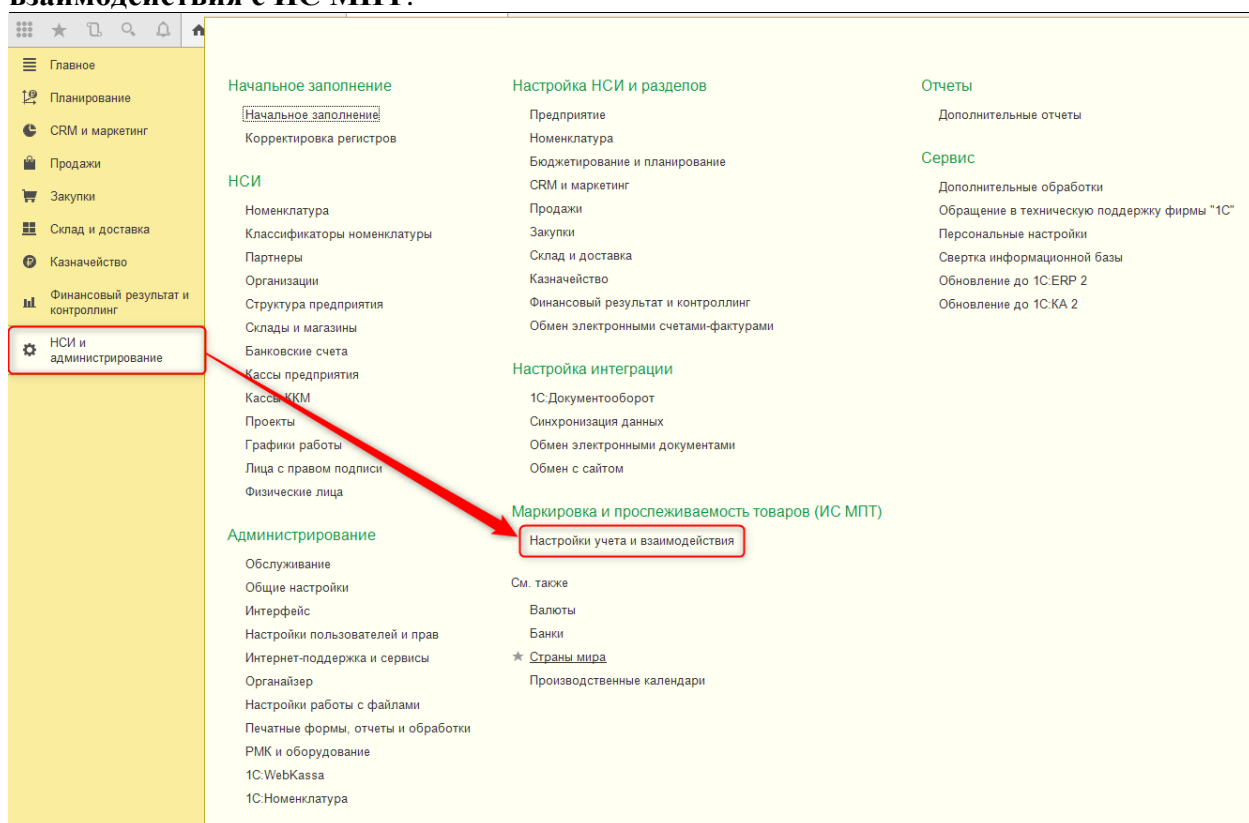 взаимодействия с ИС МПТ.
Главное
Планирование
CRM и маркетинг
Продажи
Закупки
Склад и доставка
Казначейство
Финансовый результат и
контроллинг
НСИ и
администрирование
Начальное заполнение
Начальное заполнение
Корректировка регистров
НСИ
Номенклатура
Классификаторы номенклатуры
Партнеры
Организации
Структура предприятия
Склады и магазины
Банковские счета
Кассы предприятия
Кассы ККМ
Проекты
Графики работы
Лица с правом подписи
Физические лица
Администрирование
Обслуживание
Общие настройки
Интерфейс
Настройки пользователей и прав
Интернет-поддержка и сервисы
Органайзер
Настройки работы с файлами
Печатные формы, отчеты и обработки
РМК и оборудование
1С:WebKassa
1С:Номенклатура
Настройка НСИ и разделов
Предприятие
Номенклатура
Бюджетирование и планирование
CRM и маркетинг
Продажи
Закупки
Склад и доставка
Казначейство
Финансовый результат и контроллинг
Обмен электронными счетами-фактурами
Настройка интеграции
1С:Документооборот
Синхронизация данных
Обмен электронными документами
Обмен с сайтом
Маркировка и прослеживаемость товаров (ИС МПТ)
Настройки учета и взаимодействия
См. также
Валюты
Банки
Страны мира
Производственные календари
Отчеты
Дополнительные отчеты
Сервис
Дополнительные обработки
Обращение в техническую поддержку фирмы "1С"
Персональные настройки
Свертка информационной базы
Обновление до 1С:ERP 2
Обновление до 1С:КА 2